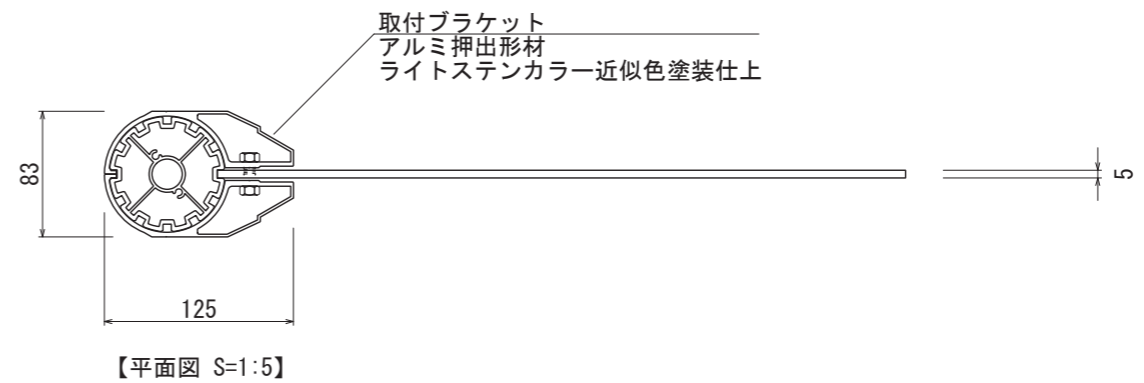 取付ブラケット
アルミ押出形材
ライトステンカラー近似色塗装仕上
83
5
125
【平面図 S=1:5】